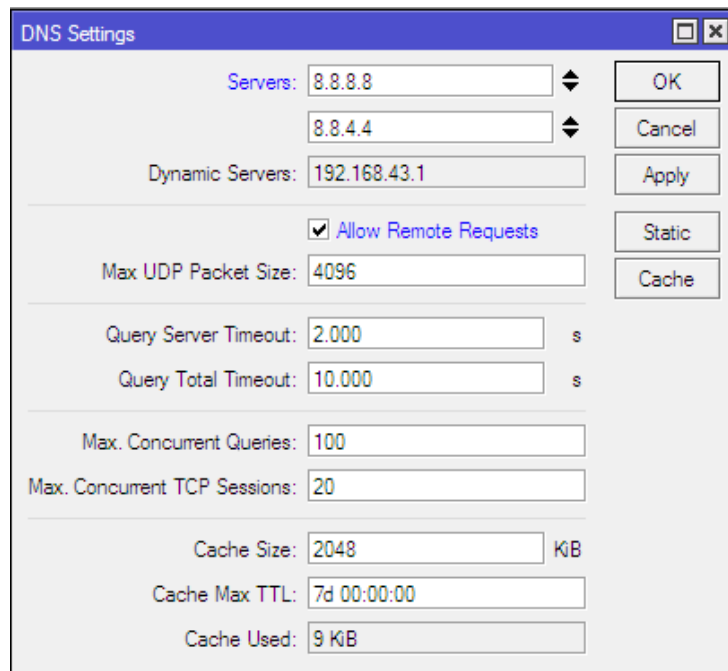 DNS Settings
Servers: 8.8.8.8
OK
8.8.4.4
Cancel
Dynamic Servers: 192.168.43.1
Apply
Allow Remote Requests
Static
Max UDP Packet Size: 4096
Cache
Query Server Timeout: 2.000 s
Query Total Timeout: 10.000 s
Max. Concurrent Queries: 100
Max. Concurrent TCP Sessions: 20
Cache Size: 2048 KiB
Cache Max TTL: 7d 00:00:00
Cache Used: 9 KiB